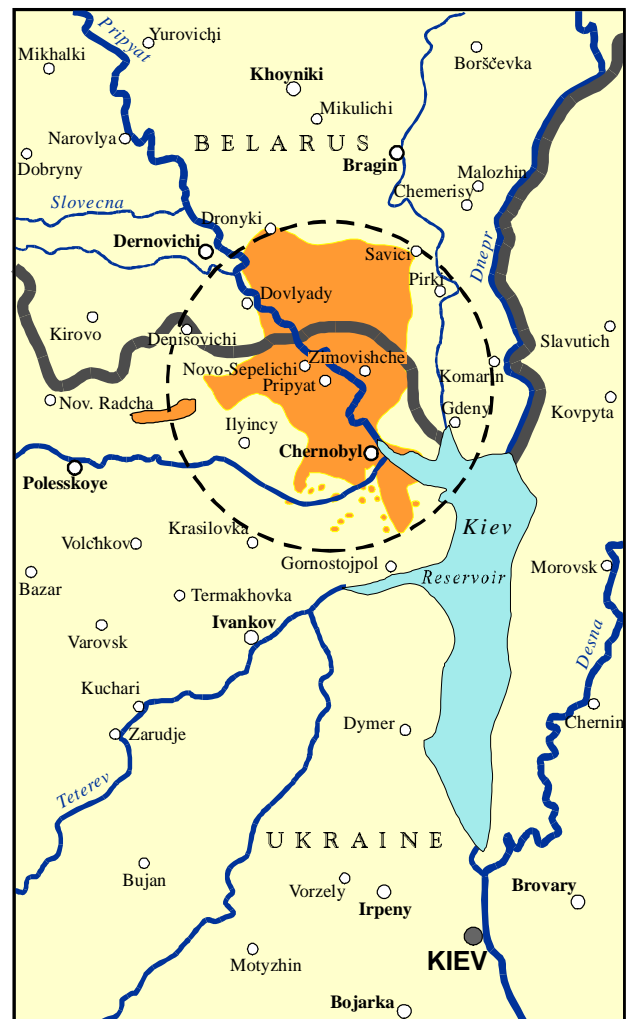 Pripyat
Yurovichi
Mikhalki
Borščevka
Khoyniki
Mikulichi
Narovlya
BELARUS
Bragin
Dobryny
Malozhin
Chemerisy
Slovecna
Dronyki
Dernovichi
Savici
Dnepr
Pirki
Dovlyady
Kirovo
Denisovichi
Slavutich
Zimovishche
Novo-Sepelichi
Pripyat
Komarin
Nov. Radcha
Gdeny
Kovpyta
Ilyincy
Chernobyl
Polesskoye
Krasilovka
Kiev
Reservoir
Volchkov
Gornostojpol
Morovsk
Bazar
Termakhovka
Ivankov
Varovsk
Desna
Kuchari
Dymer
Chernin
Zarudje
Teterev
UKRAINE
Bujan
Vorzely
Irpeny
Brovary
KIEV
Motyzhin
Bojarka